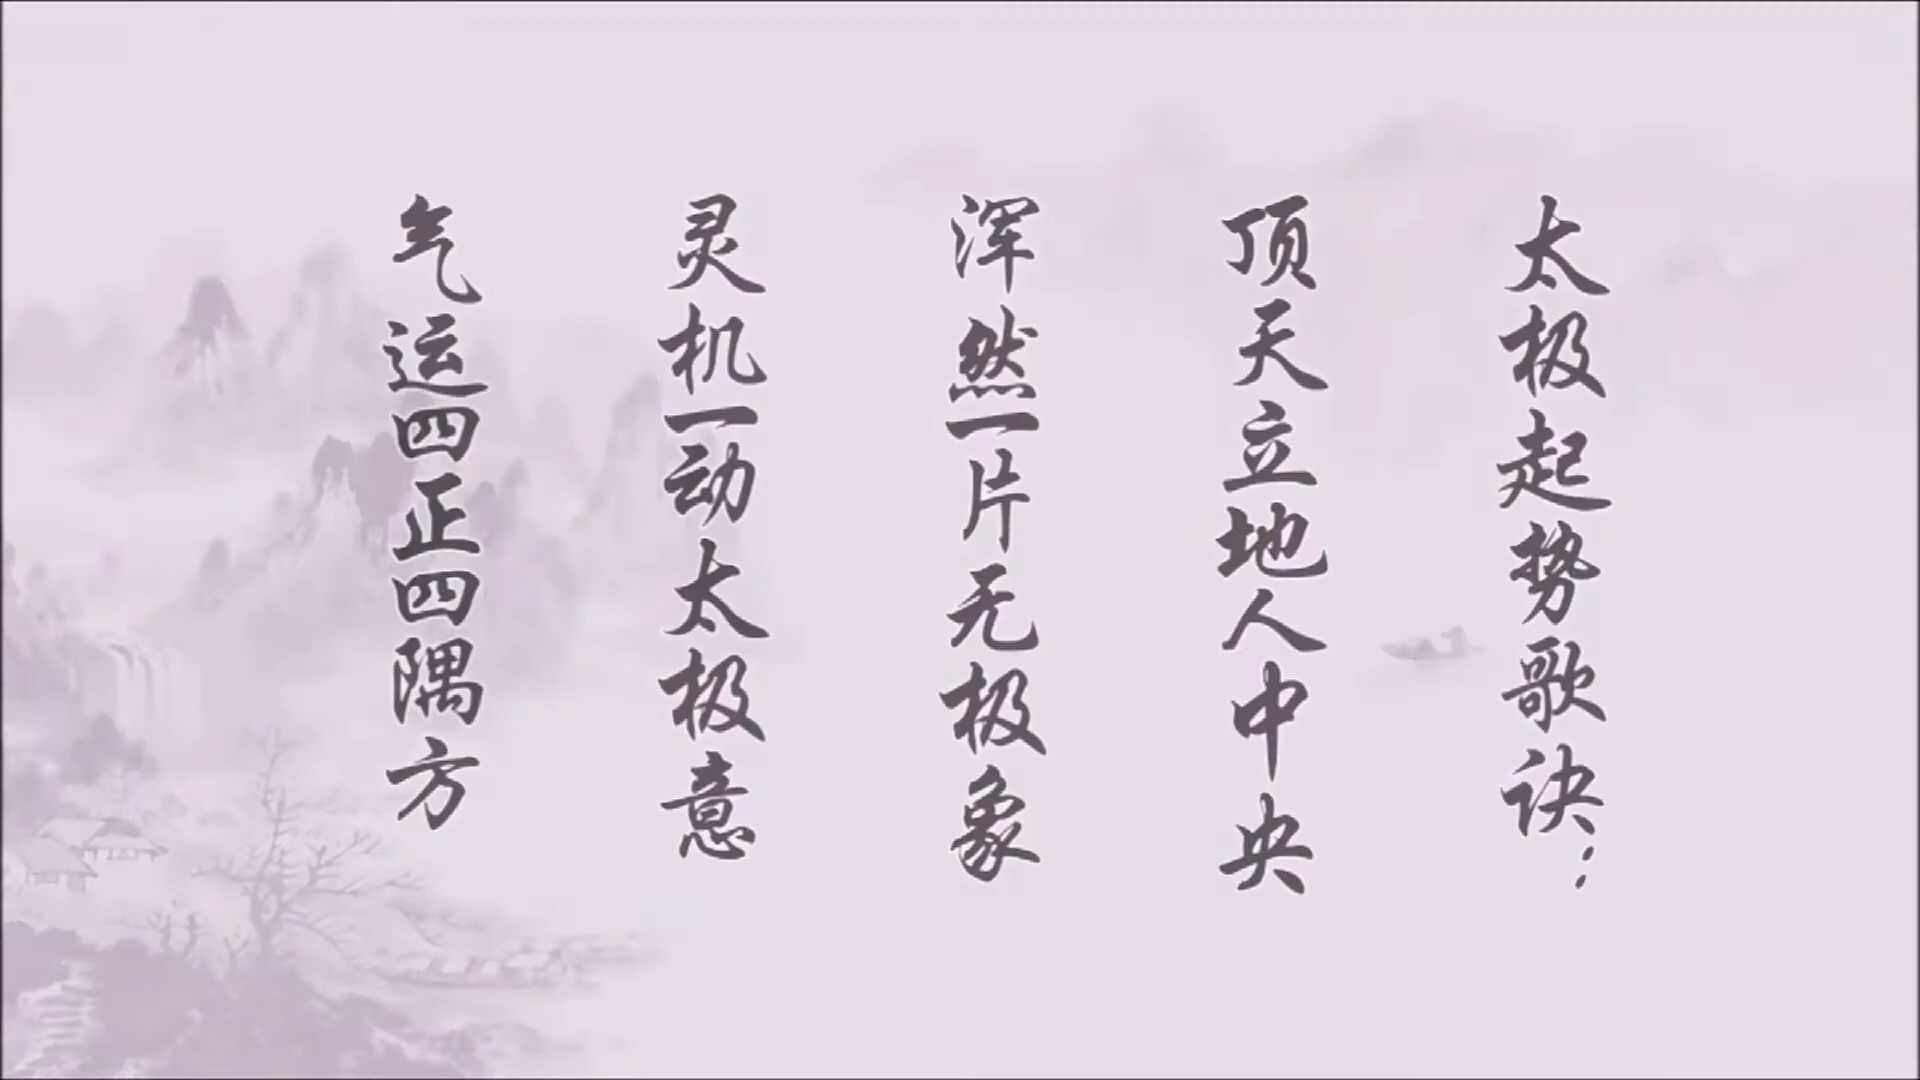 太极起势歌诀：
顶天立地人中央
浑然一片无极象
灵机一动太极意
气运四正四隅方